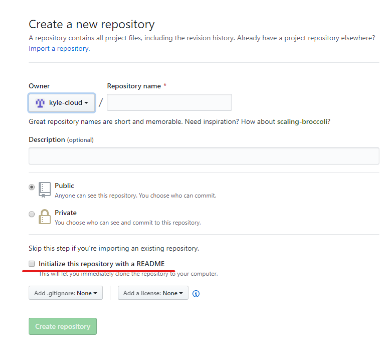 Create a new repository
A repository contains all project files, including the revision history. Already have a project repository elsewhere?
Import a repository.
Owner
Repository name *
kyle-cloud
/
Great repository names are short and memorable. Need inspiration? How about scaling-broccoli?
Description (optional)
Public
Anyone can see this repository. You choose who can commit.
Private
You choose who can see and commit to this repository.
Skip this step if you're importing an existing repository.
Initialize this repository with a README
This will let you immediately clone the repository to your computer.
Add .gitignore: None
Add a license: None
Create repository